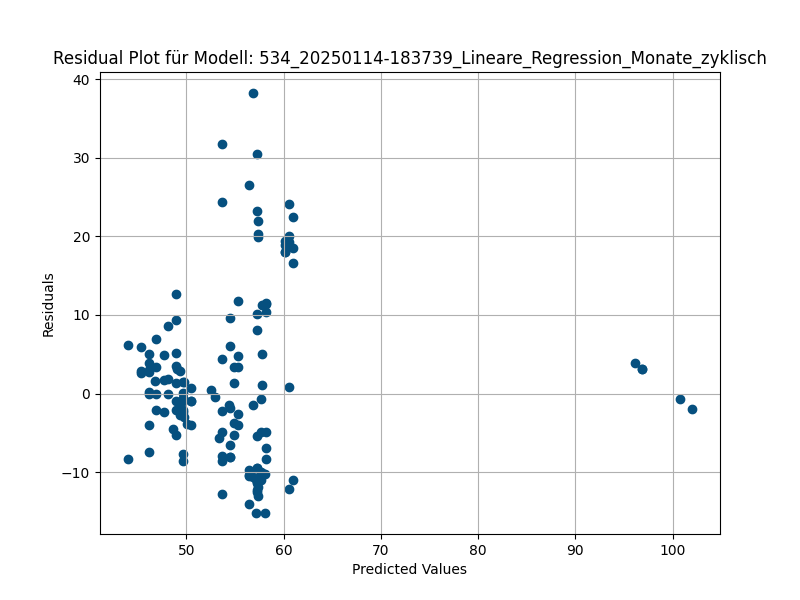 Residual Plot für Modell: 534_20250114-183739_Lineare_Regression_Monate_zyklisch
40
30
20
10
0
−10
Residuals
50 60 70 80 90 100
Predicted Values